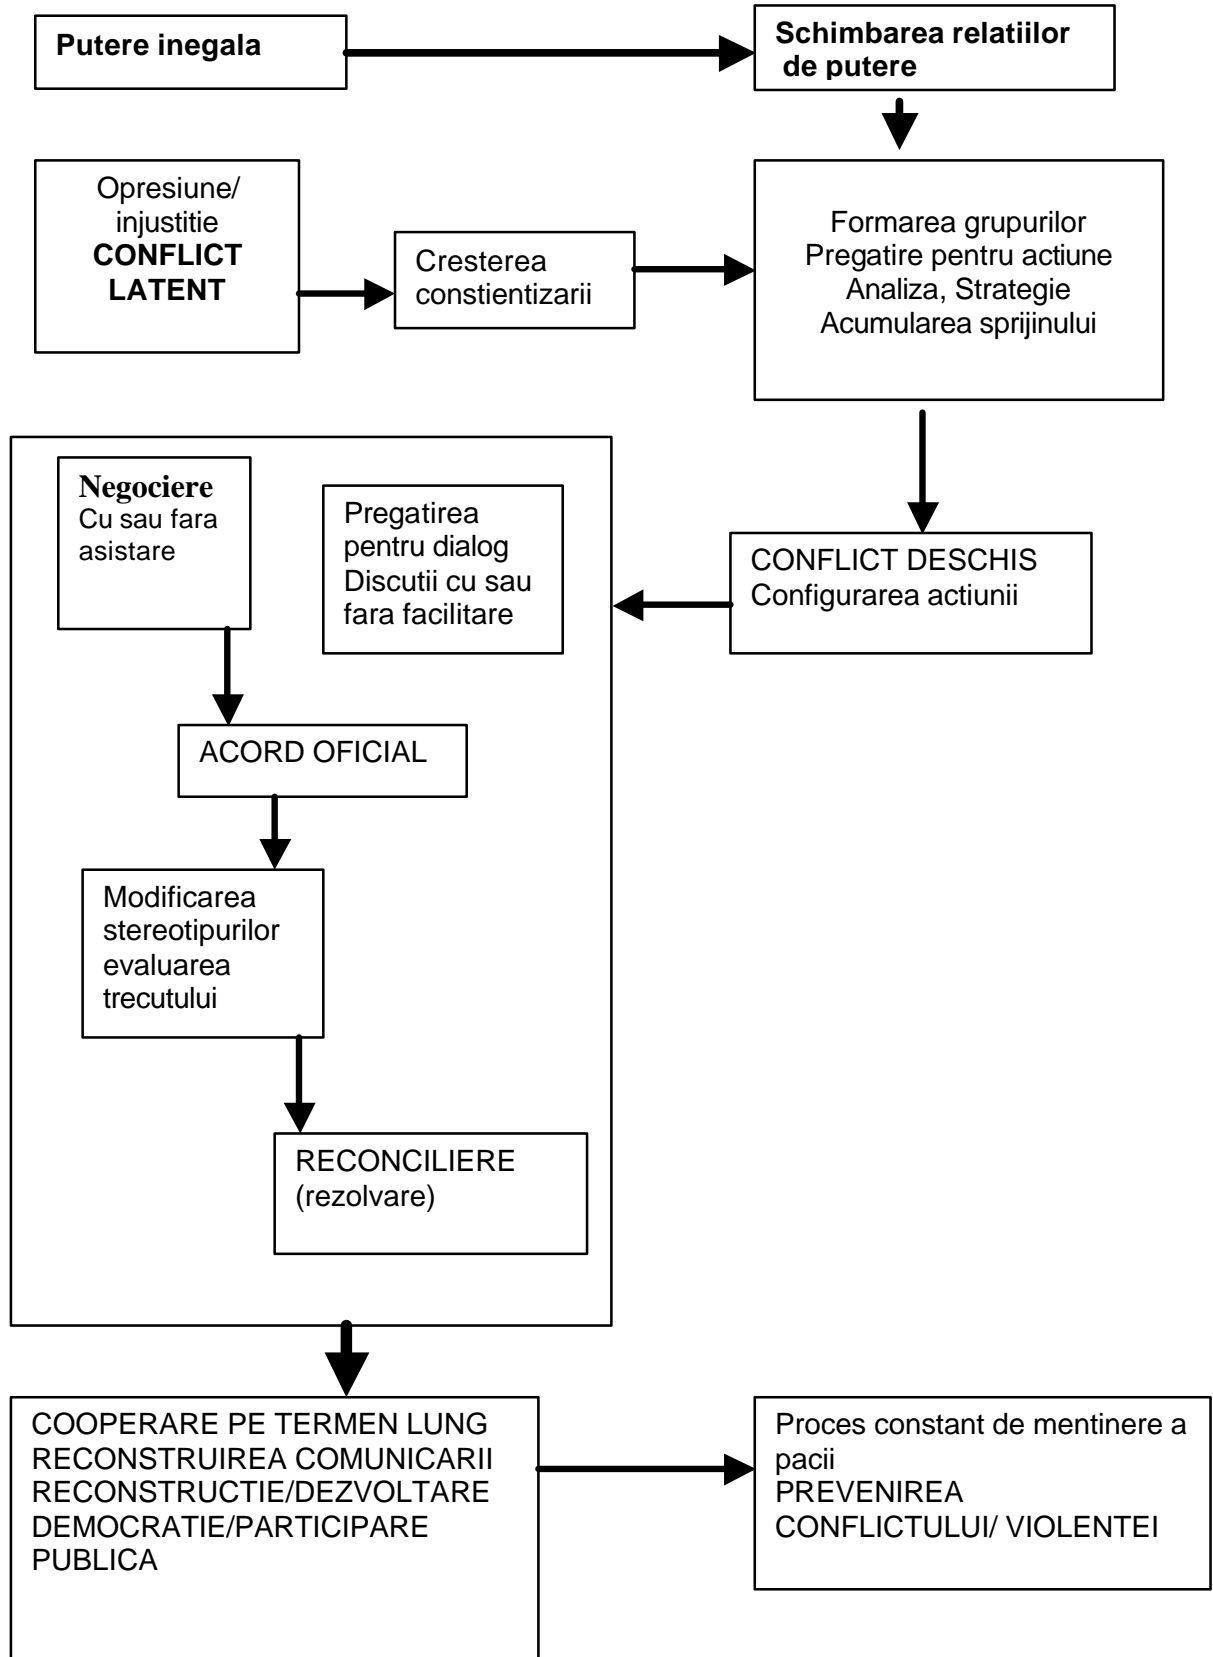 Putere inegala
Schimbarea relatiilor
de putere
Opresiune/
injustitie
CONFLICT
LATENT
Cresterea
constientizarii
Formarea grupurilor
Pregatire pentru actiune
Analiza, Strategie
Acumularea sprijinului
Negociere
Cu sau fara
asistare
Pregatirea
pentru dialog
Discutii cu sau
fara facilitare
CONFLICT DESCHIS
Configurarea actiunii
ACORD OFICIAL
Modificarea
stereotipurilor
evaluarea
trecutului
RECONCILIERE
(rezolvare)
COOPERARE PE TERMEN LUNG
RECONSTRUIREA COMUNICARII
RECONSTRUCTIE/DEZVOLTARE
DEMOCRATIE/PARTICIPARE
PUBLICA
Proces constant de mentinere a
pacii
PREVENIREA
CONFLICTULUI/ VIOLENTEI